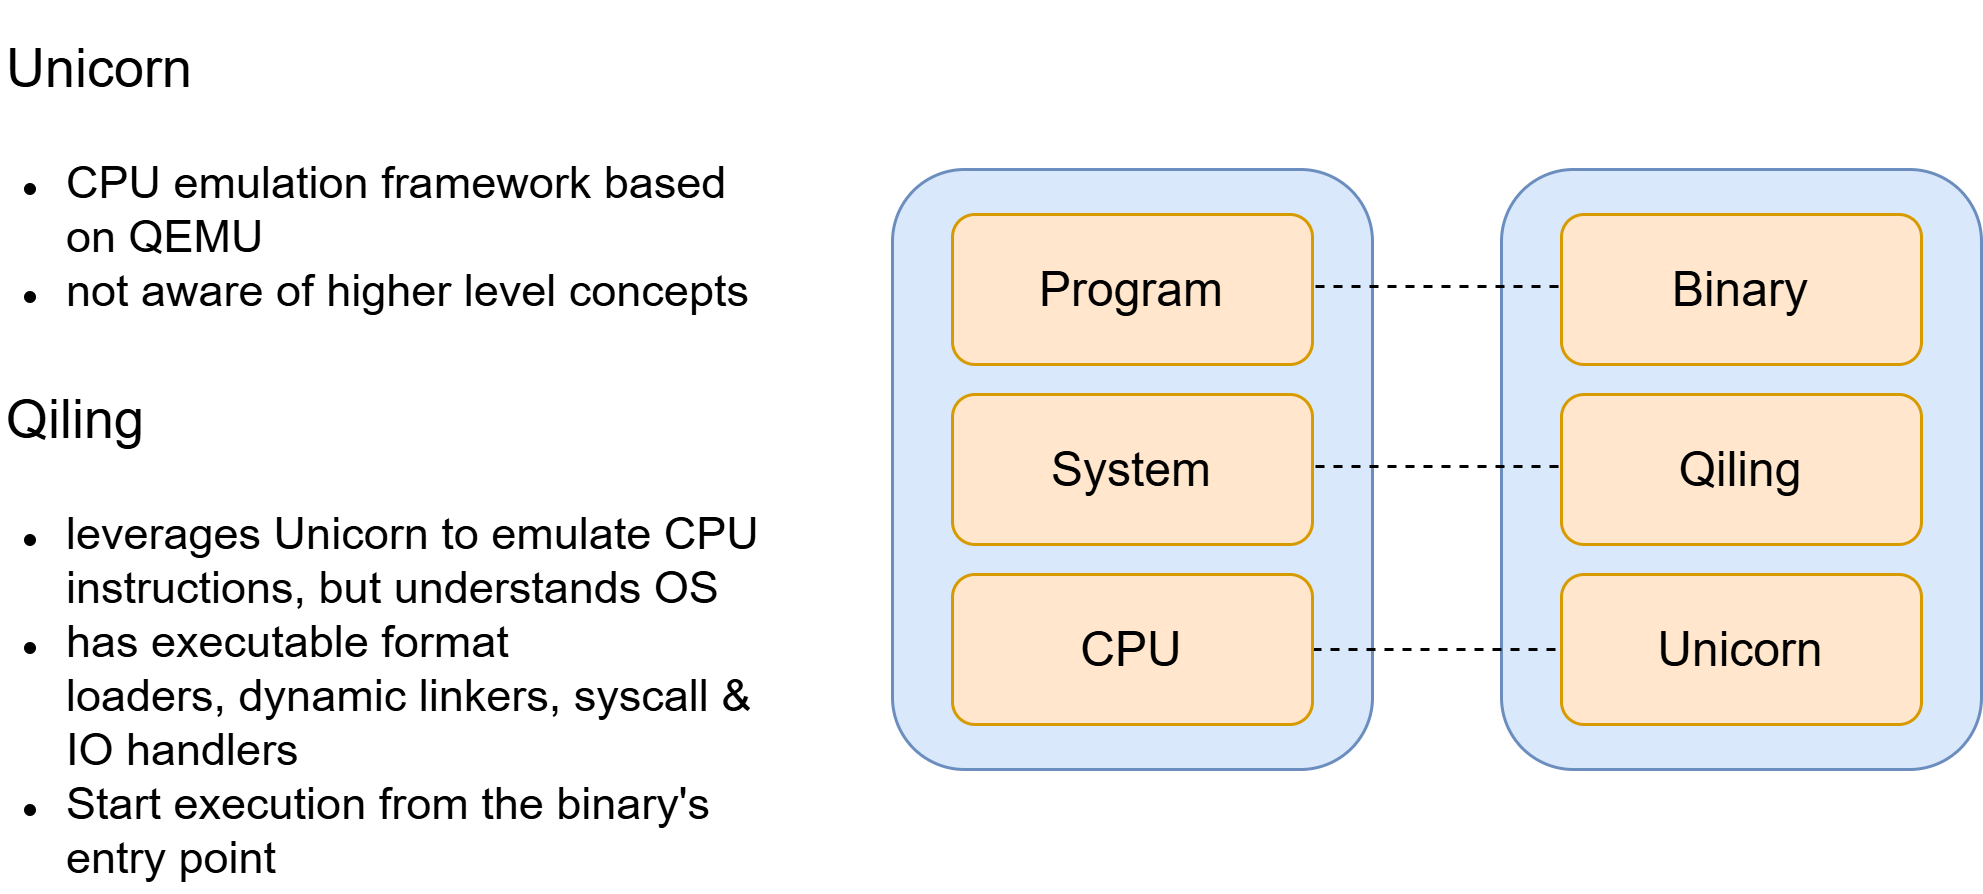 Unicorn
CPU emulation framework based
on QEMU
not aware of higher level concepts
Qiling
leverages Unicorn to emulate CPU
instructions, but understands OS
has executable format
loaders, dynamic linkers, syscall &
IO handlers
Start execution from the binary's
entry point
Program
Binary
System
Qiling
CPU
Unicorn